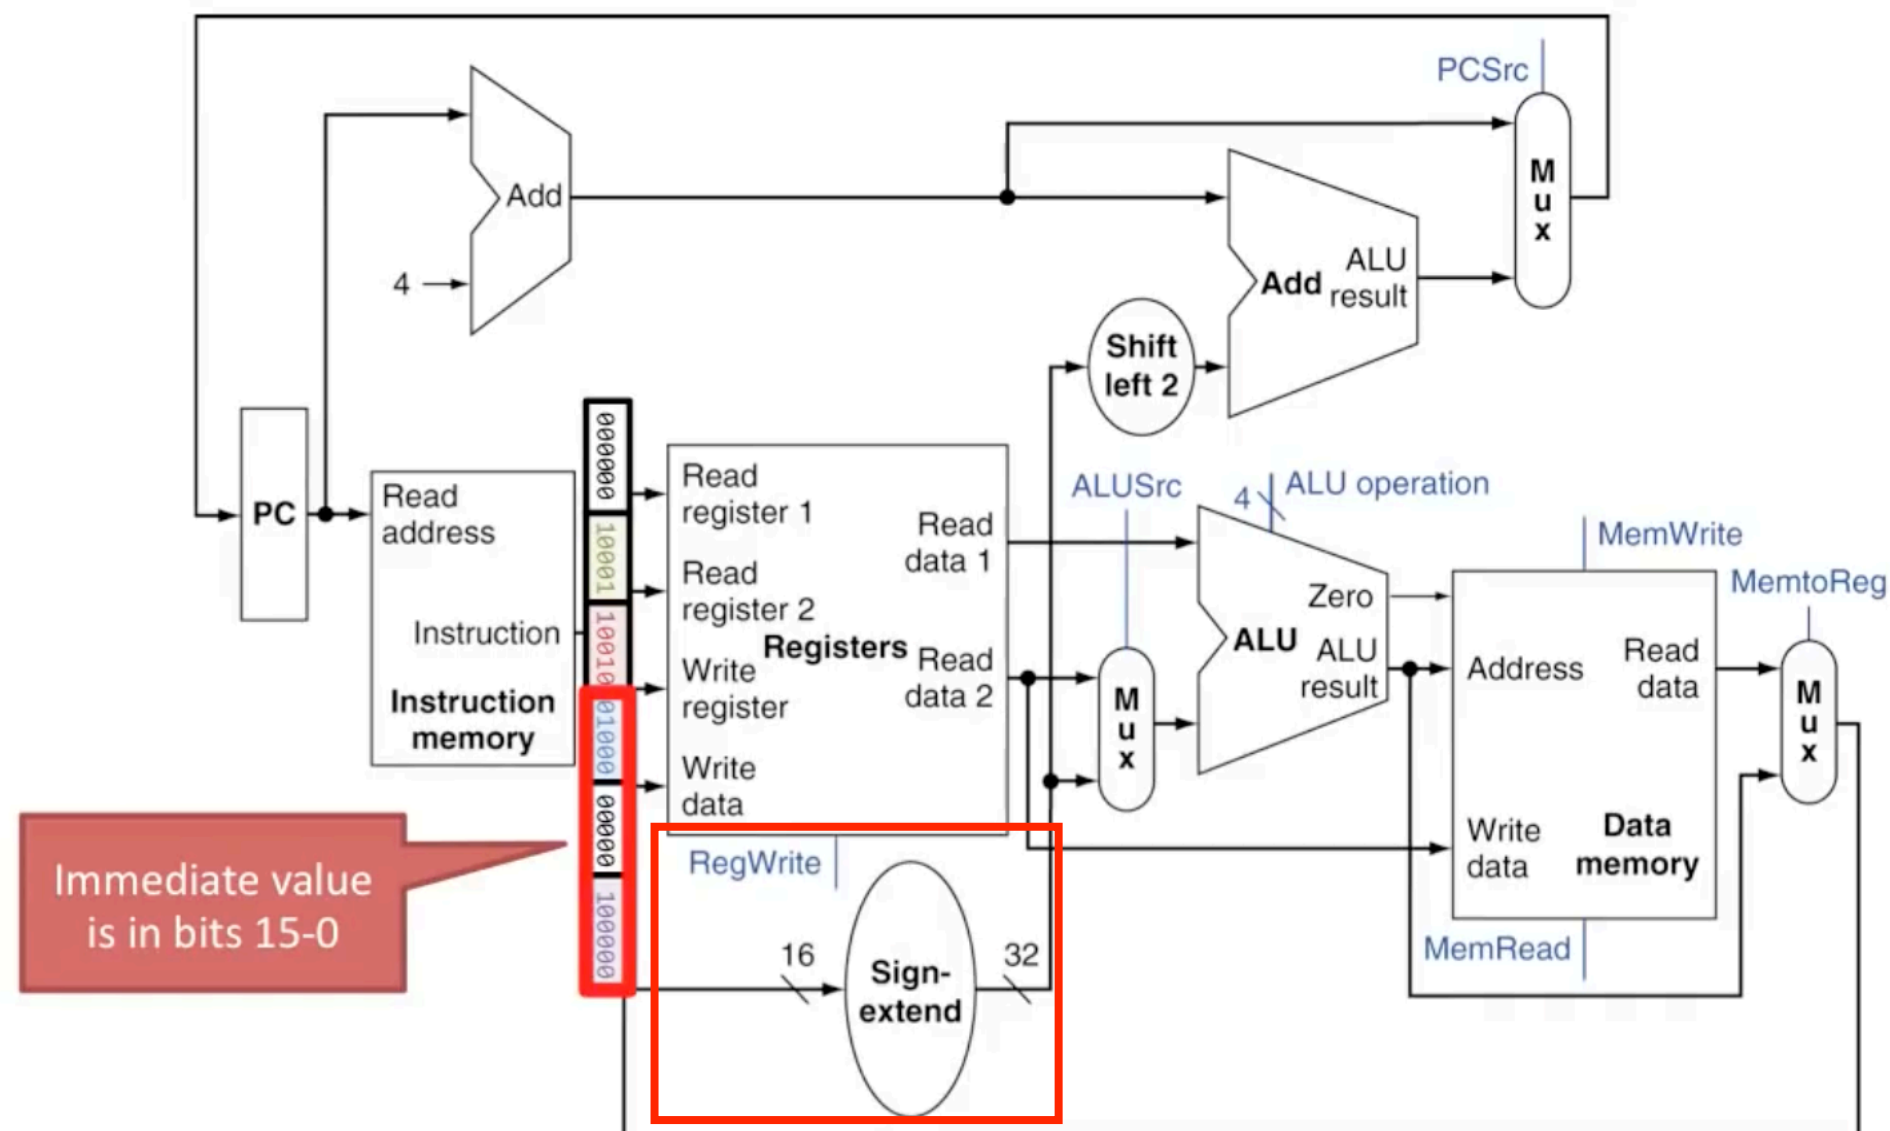 PCSrc
Mux
Add
4
Add
ALU
result
Shift
left 2
PC
Read
address
Instruction
Instruction
memory
000000
10001
10010
01000
00000
100000
Read
register 1
Read
register 2
Write
register
Write
data
Registers
Read
data 1
Read
data 2
RegWrite
ALUSrc
Mux
4
ALU operation
Zero
ALU
ALU
result
MemWrite
MemtoReg
Address
Read
data
Write
data
Data
memory
MemRead
Mux
Immediate value
is in bits 15-0
16
Sign-
extend
32